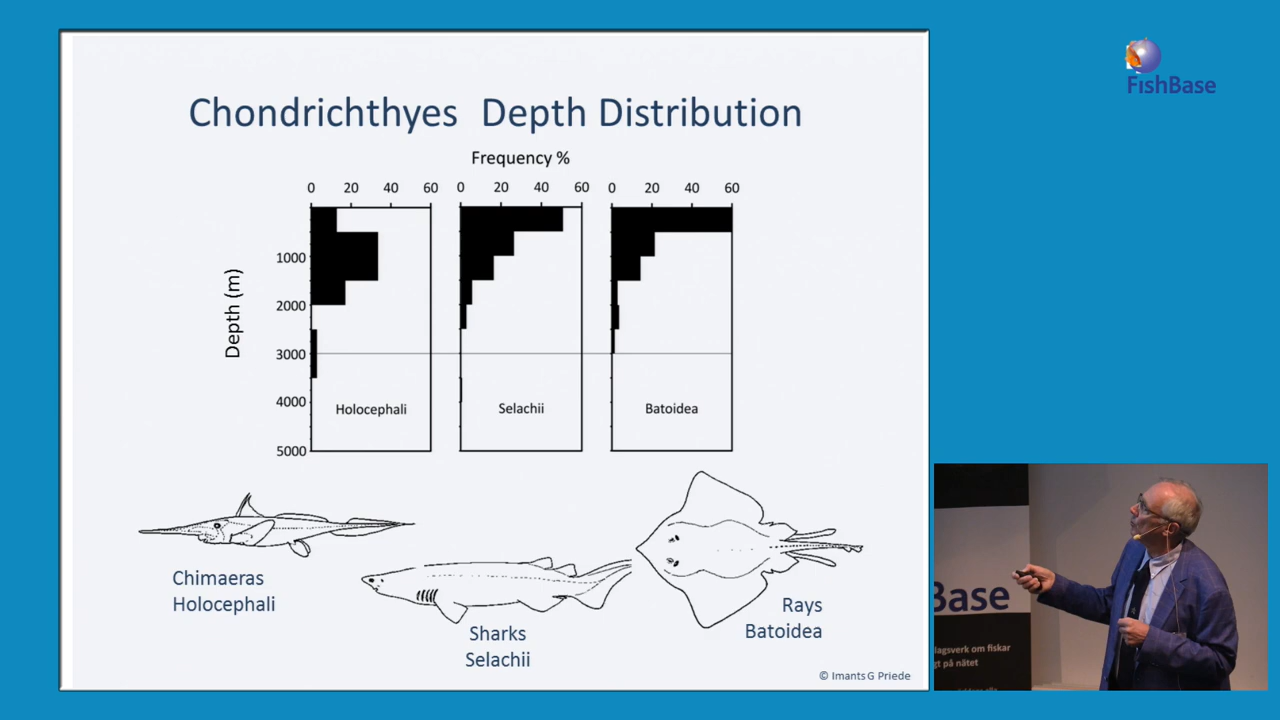 FishBase
Chondrichthyes Depth Distribution
Frequency %
0 20 40 60 0 20 40 60 0 20 40 60
Depth (m)
1000
2000
3000
4000
5000
Holocephali Selachii Batoidea
Chimaeras
Holocephali
Sharks
Selachii
Rays
Batoidea
© Imants G Priede
Base
lagsverk om fiskar
gt på nätet